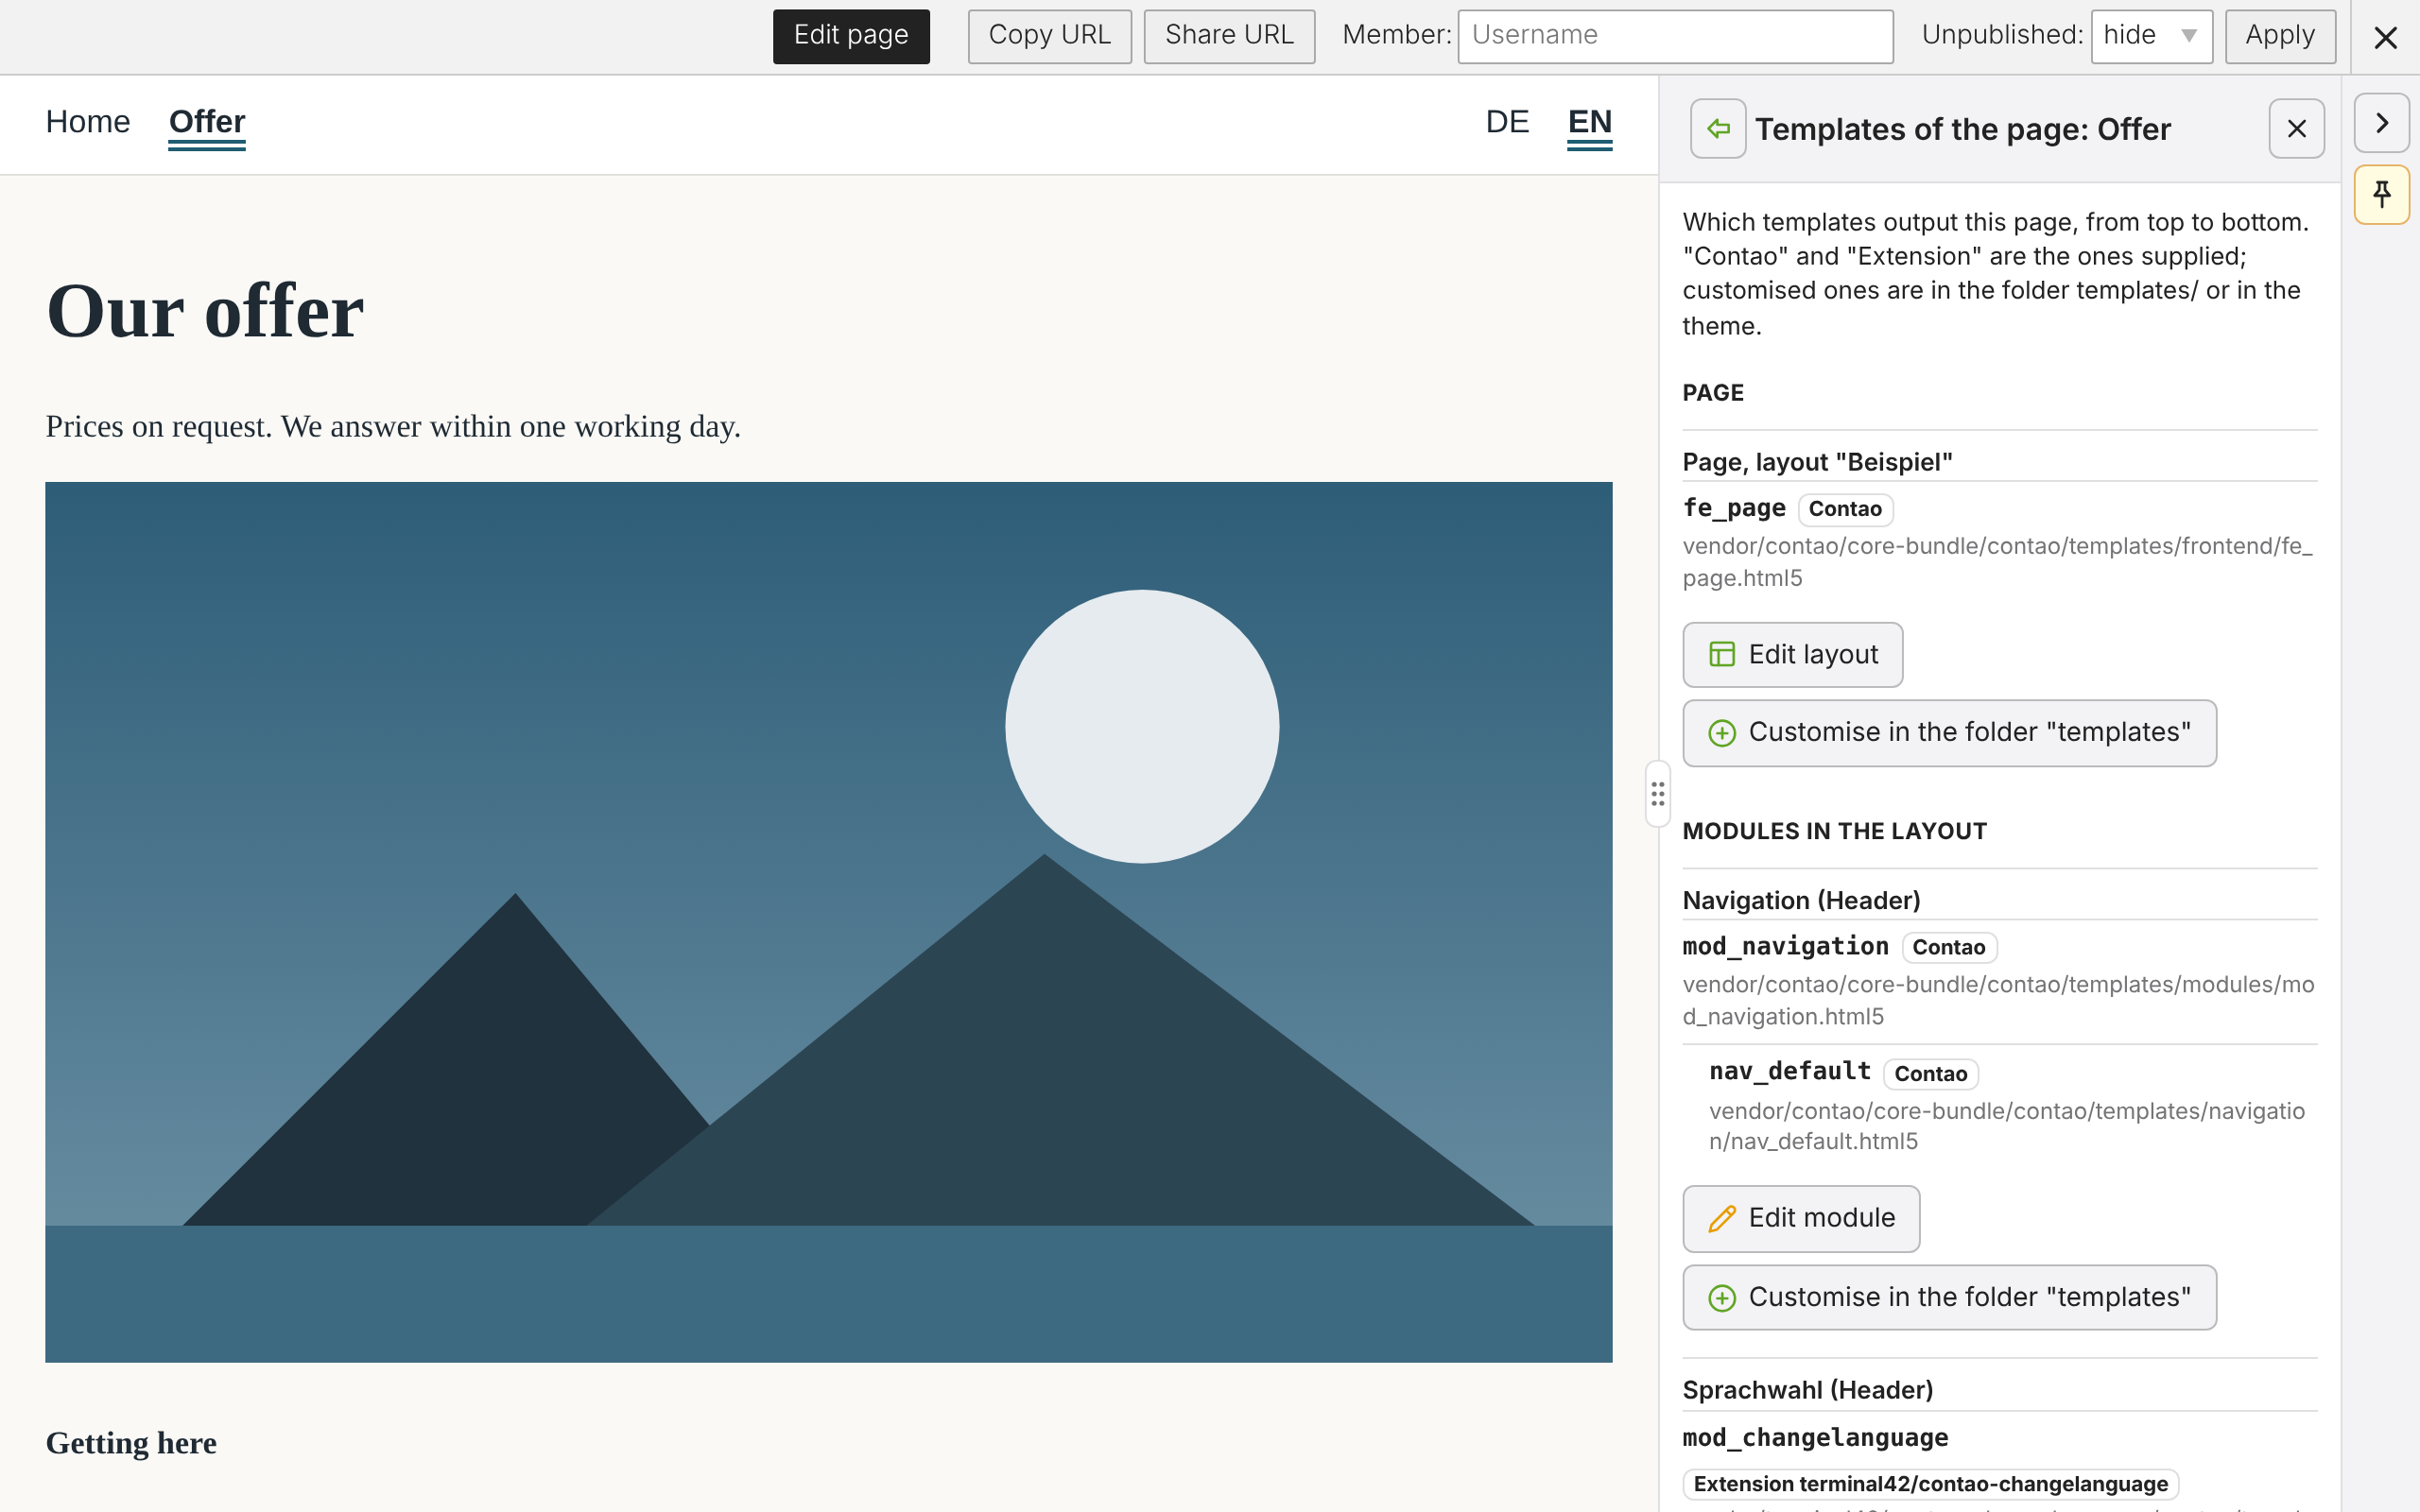 Edit page
Copy URL
Share URL
Member:
Username
Unpublished:
hide
Apply
Home
Offer
DE
EN
Our offer
Prices on request. We answer within one working day.
Getting here
Templates of the page: Offer
Which templates output this page, from top to bottom.
"Contao" and "Extension" are the ones supplied;
customised ones are in the folder templates/ or in the
theme.
PAGE
Page, layout "Beispiel"
fe_page Contao
vendor/contao/core-bundle/contao/templates/frontend/fe_
page.html5
Edit layout
Customise in the folder "templates"
MODULES IN THE LAYOUT
Navigation (Header)
mod_navigation Contao
vendor/contao/core-bundle/contao/templates/modules/mo
d_navigation.html5
nav_default Contao
vendor/contao/core-bundle/contao/templates/navigatio
n/nav_default.html5
Edit module
Customise in the folder "templates"
Sprachwahl (Header)
mod_changelanguage
Extension terminal42/contao-changelanguage